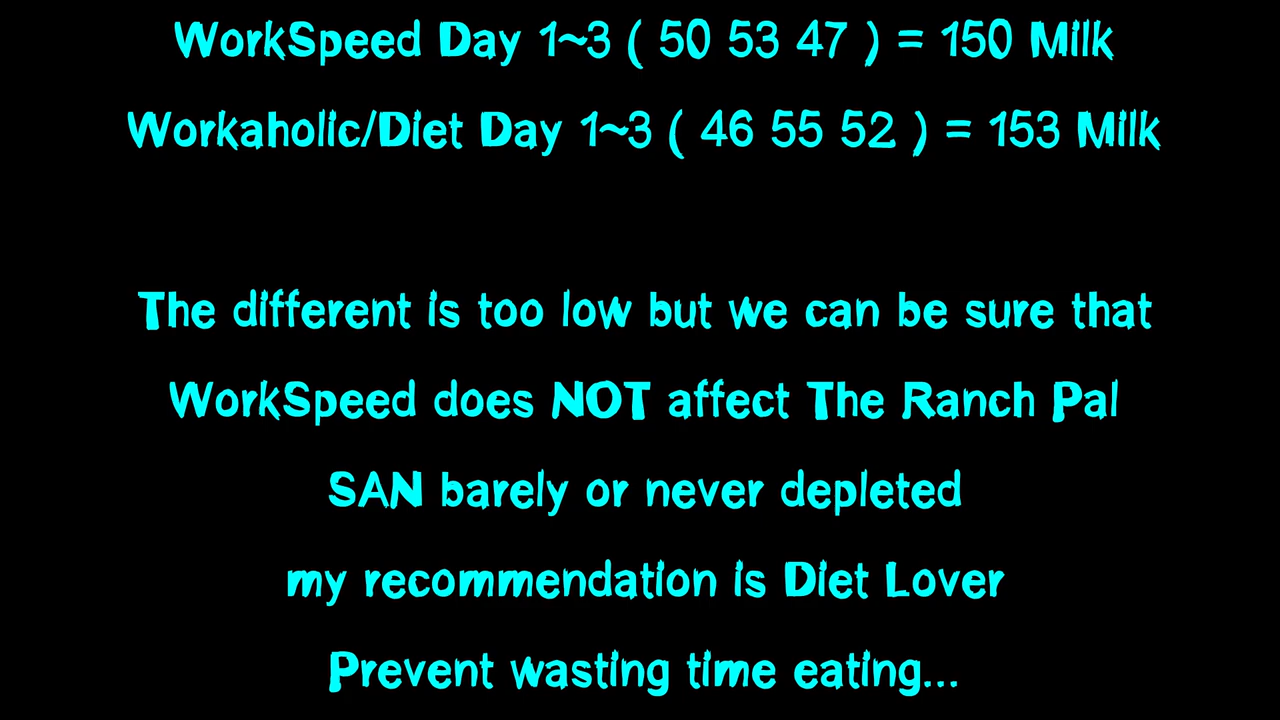 WorkSpeed Day 1~3 ( 50 53 47 ) = 150 Milk
Workaholic/Diet Day 1~3 ( 46 55 52 ) = 153 Milk
The different is too low but we can be sure that
WorkSpeed does NOT affect The Ranch Pal
SAN barely or never depleted
my recommendation is Diet Lover
Prevent wasting time eating...